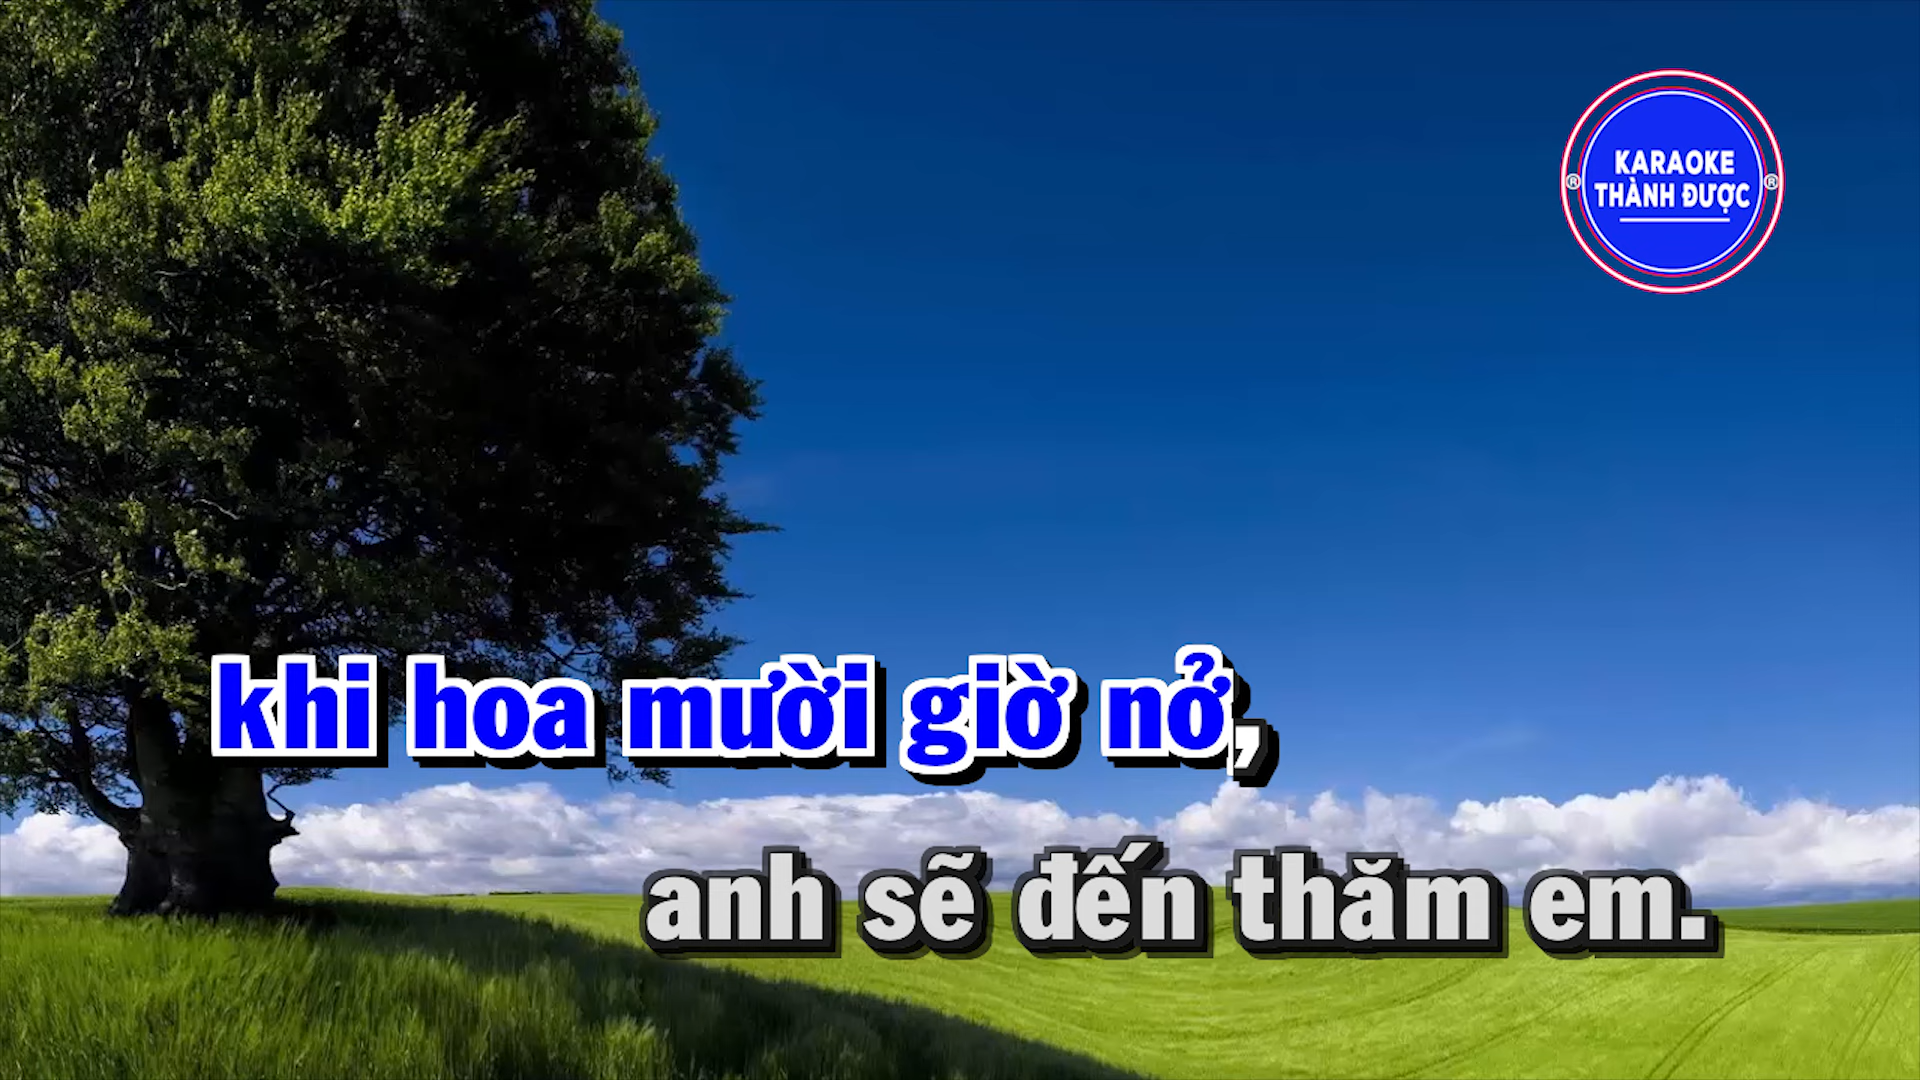 KARAOKE
THÀNH ĐƯỢC
® ®
khi hoa mười giờ nở,
anh sẽ đến thăm em.